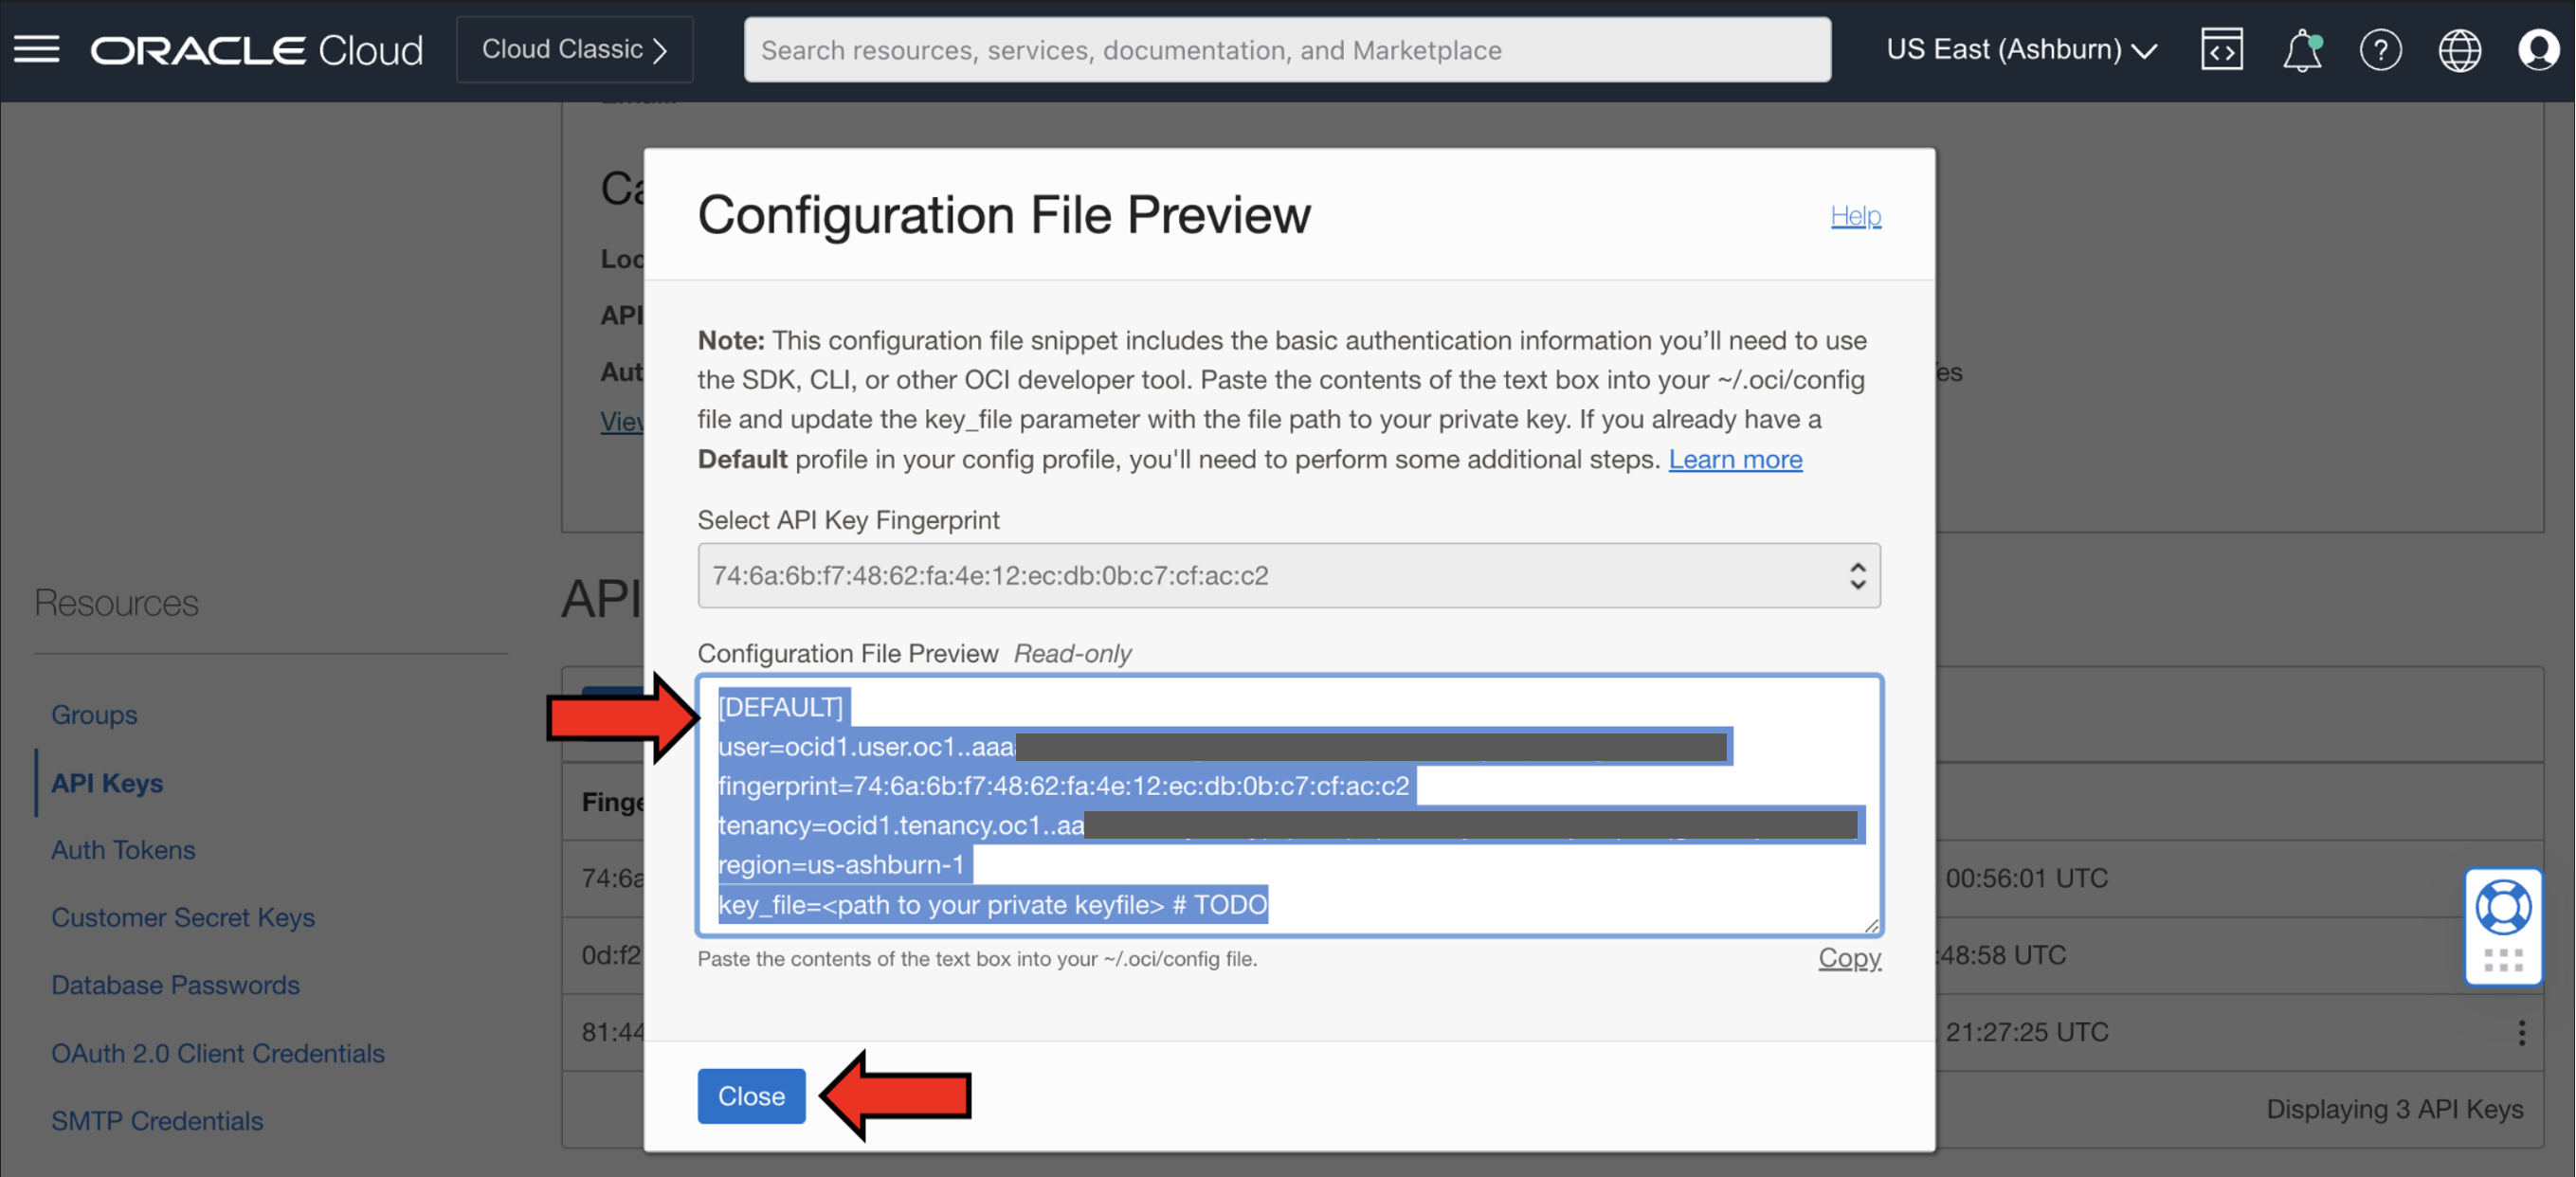 ORACLE Cloud
Cloud Classic
Search resources, services, documentation, and Marketplace
US East (Ashburn)
Configuration File Preview
Help
Note: This configuration file snippet includes the basic authentication information you’ll need to use
the SDK, CLI, or other OCI developer tool. Paste the contents of the text box into your ~/.oci/config
file and update the key_file parameter with the file path to your private key. If you already have a
Default profile in your config profile, you'll need to perform some additional steps. Learn more
Select API Key Fingerprint
74:6a:6b:f7:48:62:fa:4e:12:ec:db:0b:c7:cf:ac:c2
Configuration File Preview Read-only
[DEFAULT]
user=ocid1.user.oc1..aaa
fingerprint=74:6a:6b:f7:48:62:fa:4e:12:ec:db:0b:c7:cf:ac:c2
tenancy=ocid1.tenancy.oc1..aa
region=us-ashburn-1
key_file=<path to your private keyfile> # TODO
Paste the contents of the text box into your ~/.oci/config file.
Copy
Close
Resources
Groups
API Keys
Auth Tokens
Customer Secret Keys
Database Passwords
OAuth 2.0 Client Credentials
SMTP Credentials
API
View
API
74:6a
00:56:01 UTC
0d:f2
:48:58 UTC
81:44
21:27:25 UTC
Displaying 3 API Keys